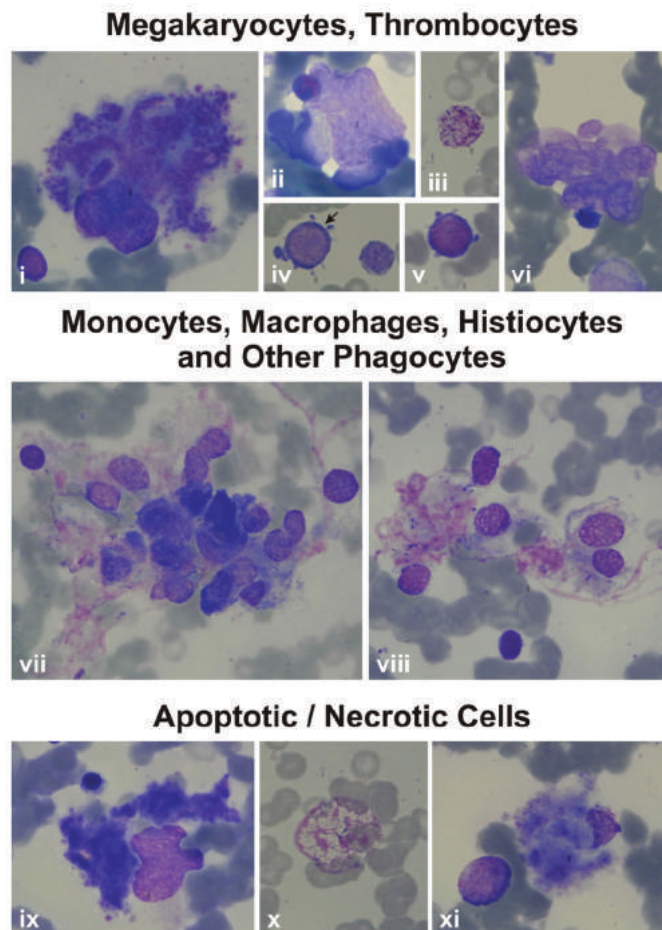 Megakaryocytes, Thrombocytes
i
ii
iii
iv
v
vi
Monocytes, Macrophages, Histiocytes
and Other Phagocytes
vii
viii
Apoptotic / Necrotic Cells
ix
x
xi